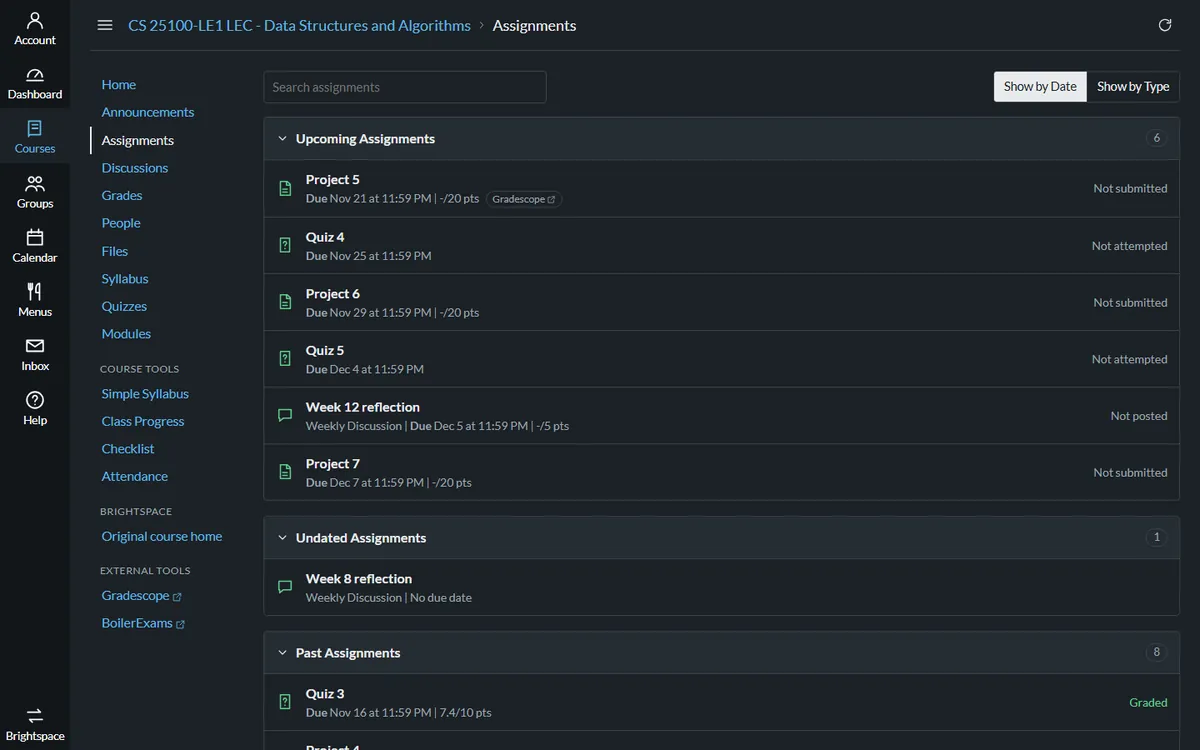 Account
Dashboard
Courses
Groups
Calendar
Menus
Inbox
Help
Brightspace
CS 25100-LE1 LEC - Data Structures and Algorithms › Assignments
Home
Announcements
Assignments
Discussions
Grades
People
Files
Syllabus
Quizzes
Modules
COURSE TOOLS
Simple Syllabus
Class Progress
Checklist
Attendance
BRIGHTSPACE
Original course home
EXTERNAL TOOLS
Gradescope
BoilerExams
Search assignments
Show by Date
Show by Type
Upcoming Assignments 6
Project 5
Due Nov 21 at 11:59 PM | -/20 pts Gradescope
Not submitted
Quiz 4
Due Nov 25 at 11:59 PM
Not attempted
Project 6
Due Nov 29 at 11:59 PM | -/20 pts
Not submitted
Quiz 5
Due Dec 4 at 11:59 PM
Not attempted
Week 12 reflection
Weekly Discussion | Due Dec 5 at 11:59 PM | -/5 pts
Not posted
Project 7
Due Dec 7 at 11:59 PM | -/20 pts
Not submitted
Undated Assignments 1
Week 8 reflection
Weekly Discussion | No due date
Past Assignments 8
Quiz 3
Due Nov 16 at 11:59 PM | 7.4/10 pts
Graded
Project 4